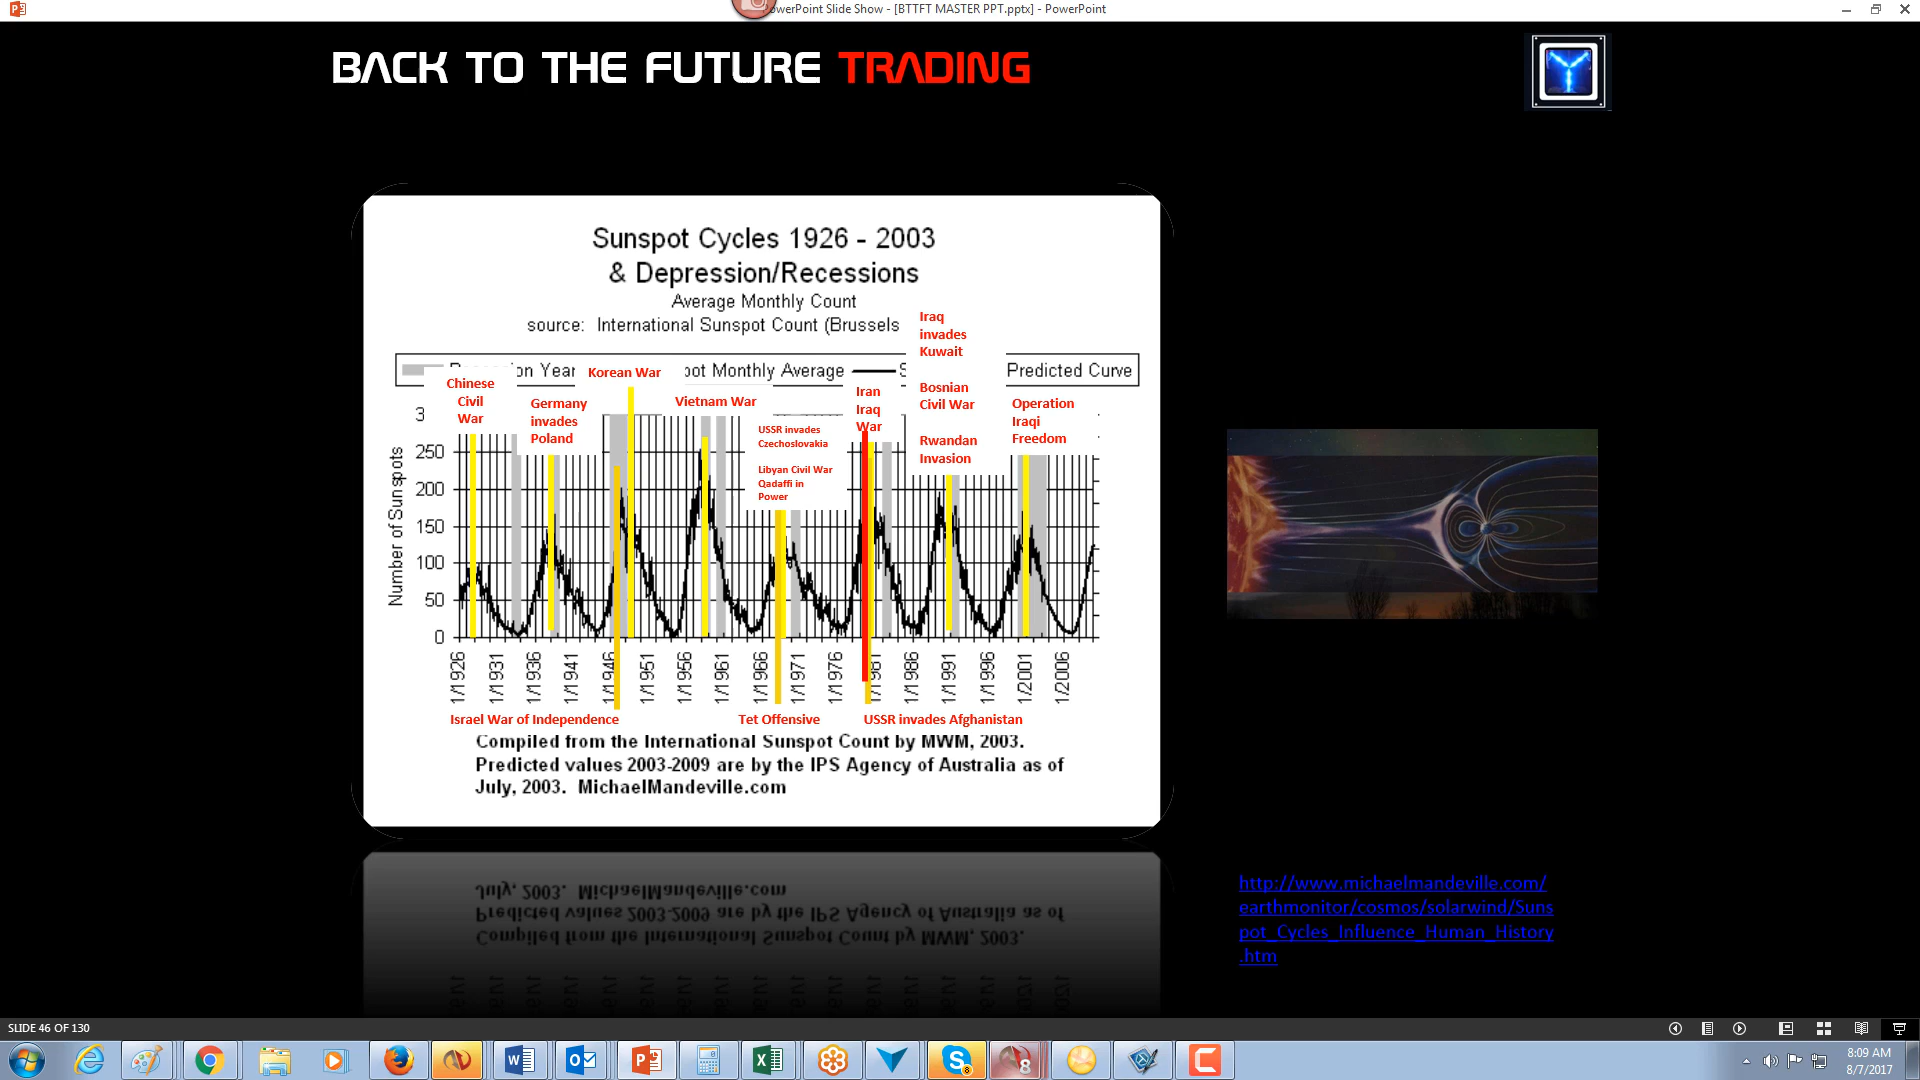 PowerPoint Slide Show - [BTTFT MASTER PPT.pptx] - PowerPoint
BACK TO THE FUTURE TRADING
Sunspot Cycles 1926 - 2003
& Depression/Recessions
Average Monthly Count
source: International Sunspot Count (Brussels
Iraq
invades
Kuwait
Bosnian
Civil War
Rwandan
Invasion
Year
Monthly Average
Predicted Curve
Chinese
Civil
War
Germany
invades
Poland
Korean War
Vietnam War
USSR invades
Czechoslovakia
Libyan Civil War
Qadaffi in
Power
Iran
Iraq
War
Operation
Iraqi
Freedom
Number of Sunspots
3
250
200
150
100
50
0
1/1926
1/1931
1/1936
1/1941
1/1946
1/1951
1/1956
1/1961
1/1966
1/1971
1/1976
1/1981
1/1986
1/1991
1/1996
1/2001
1/2006
Israel War of Independence
Tet Offensive
USSR invades Afghanistan
Compiled from the International Sunspot Count by MWM, 2003.
Predicted values 2003-2009 are by the IPS Agency of Australia as of
July, 2003. MichaelMandeville.com
http://www.michaelmandeville.com/
earthmonitor/cosmos/solarwind/Suns
pot_Cycles_Influence_Human_History
.htm
SLIDE 46 OF 130
8:09 AM
8/7/2017